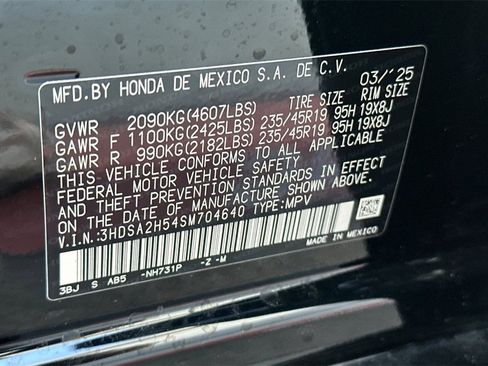 MFD.BY HONDA DE MEXICO S.A. DE C.V.
03/'25
TIRE SIZE RIM SIZE
GVWR 2090KG(4607LBS)
GAWR F 1100KG(2425LBS) 235/45R19 95H 19X8J
GAWR R 990KG(2182LBS) 235/45R19 95H 19X8J
THIS VEHICLE CONFORMS TO ALL APPLICABLE
FEDERAL MOTOR VEHICLE SAFETY
AND THEFT PREVENTION STANDARDS IN EFFECT
ON THE DATE OF MANUFACTURE SHOWN ABOVE.
V.I.N.:3HDSA2H54SM704640 TYPE:MPV
3BJ S AB5 -NH731P -Z -M
MADE IN MEXICO